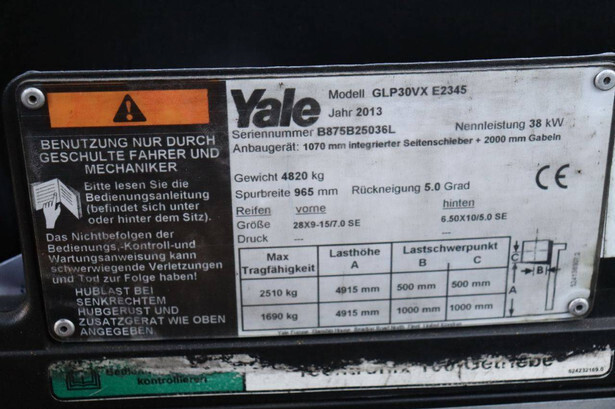 BENUTZUNG NUR DURCH
GESCHULTE FAHRER UND
MECHANIKER
Bitte lesen Sie die
Bedienungsanleitung
(befindet sich unter
oder hinter dem Sitz).
Das Nichtbefolgen der
Bedienungs,-Kontroll-und
Wartungsanweisung kann
schwerwiegende Verletzungen
und Tod zur Folge haben!
HUBLAST BEI
SENKRECHTEM
HUBGERUST UND
ZUSATZGERAT WIE OBEN
ANGEGEBEN
Yale
Modell GLP30VX E2345
Jahr 2013
Seriennummer B875B25036L Nennleistung 38 kW
Anbaugerät: 1070 mm integrierter Seitenschieber + 2000 mm Gabeln
Gewicht 4820 kg
Spurbreite 965 mm Rückneigung 5.0 Grad
Reifen vorne hinten
Größe 28X9-15/7.0 SE 6.50X10/5.0 SE
Druck --- ---
CE
Max Tragfähigkeit Lasthöhe A Lastschwerpunkt B C
2510 kg 4915 mm 500 mm 500 mm
1690 kg 4915 mm 1000 mm 1000 mm
C
B
A
kontrollieren